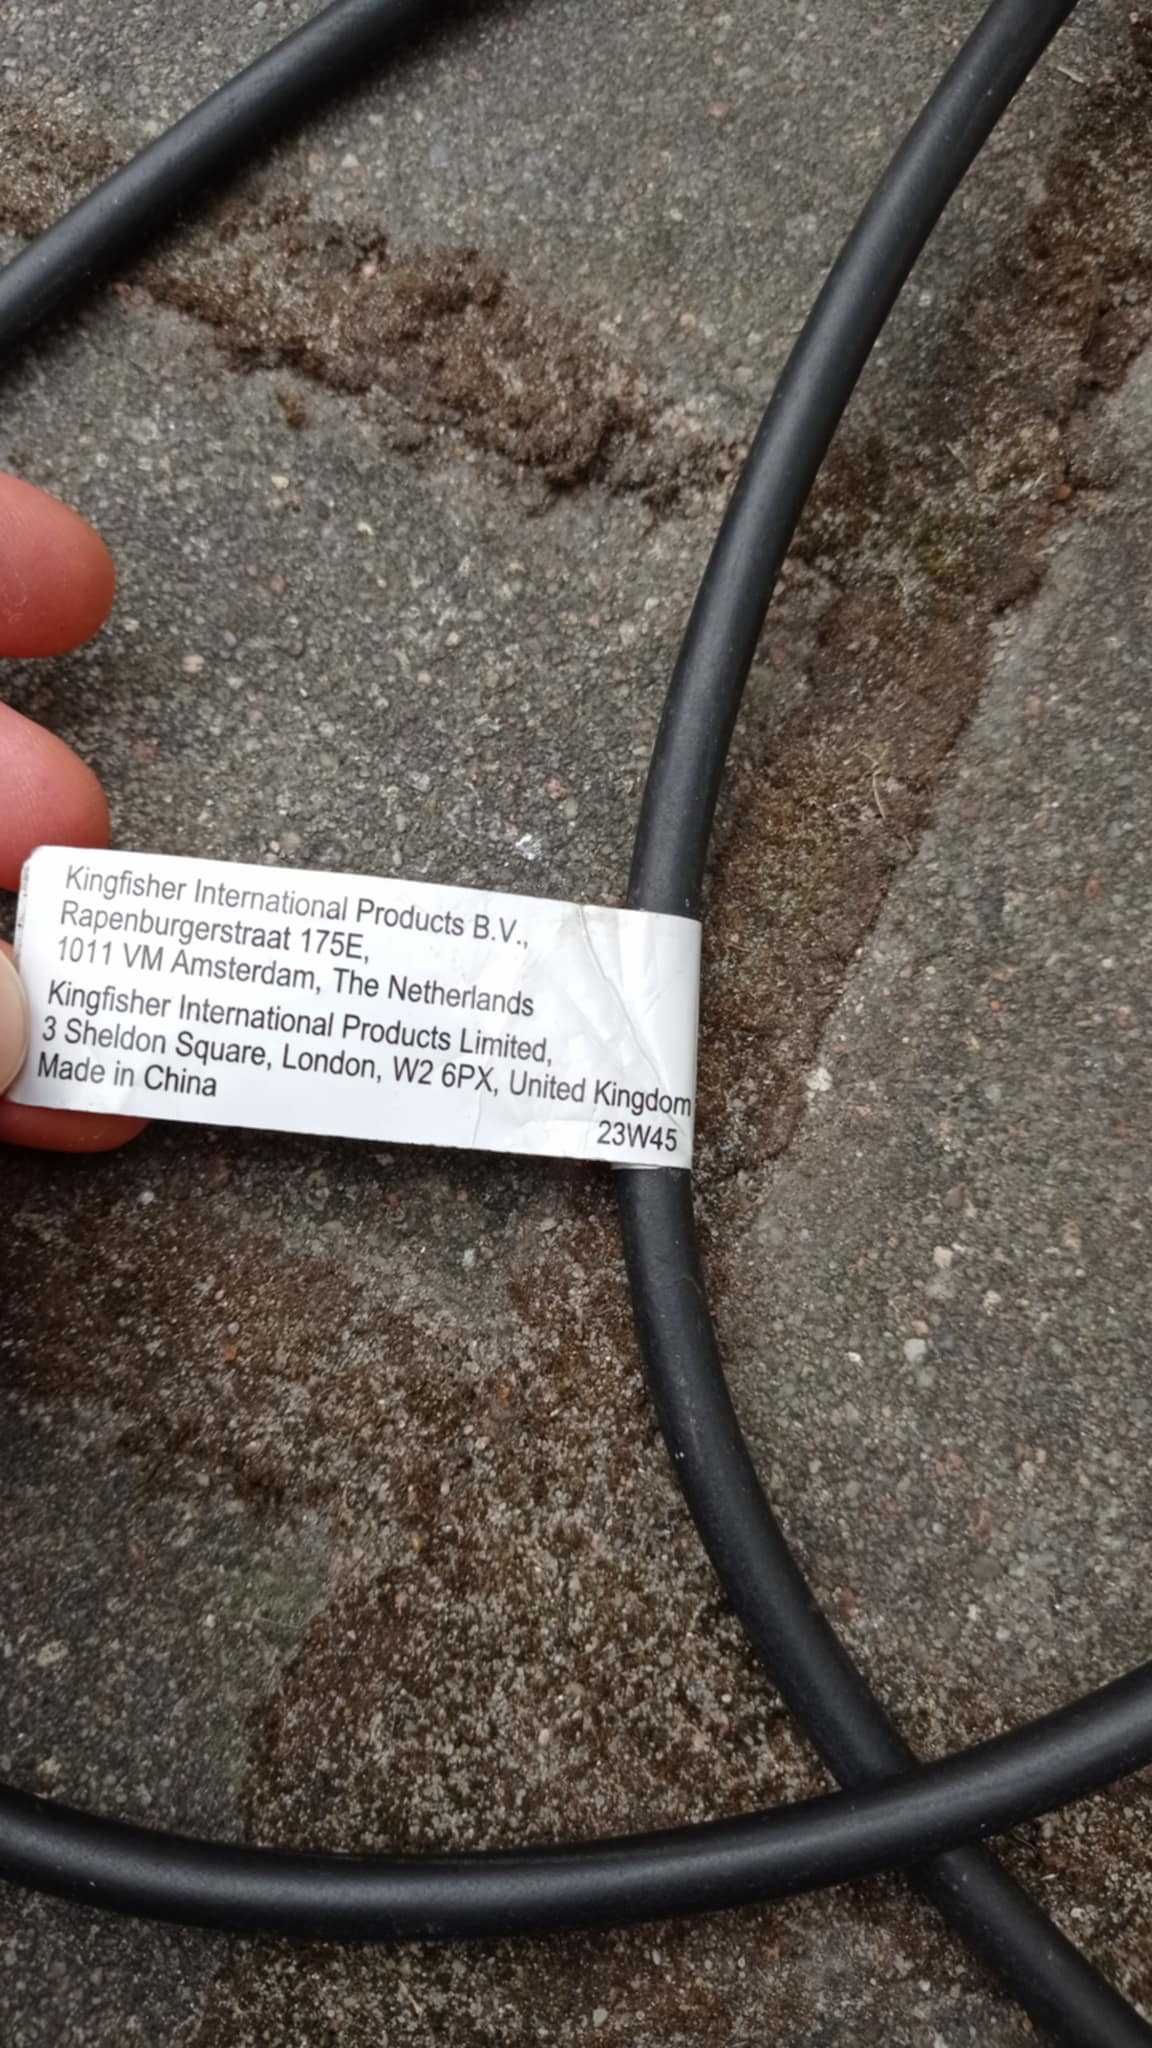 Kingfisher International Products B.V.,
Rapenburgerstraat 175E,
1011 VM Amsterdam, The Netherlands
Kingfisher International Products Limited,
3 Sheldon Square, London, W2 6PX, United Kingdom
Made in China
23W45